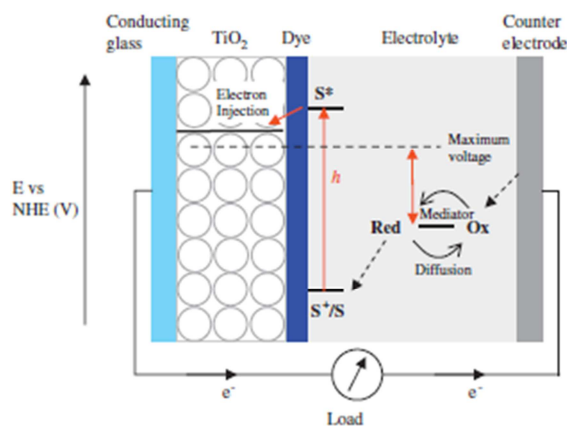 Conducting
glass
TiO2
Dye
Electrolyte
Counter
electrode
E vs
NHE (V)
Electron
Injection
S*
Maximum
voltage
h
Red
Mediator
Ox
Diffusion
S+/S
e-
e-
Load